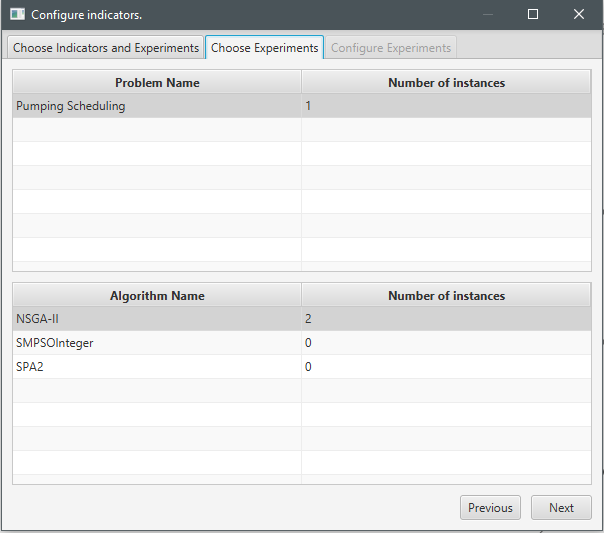 Configure indicators.
Choose Indicators and Experiments Choose Experiments Configure Experiments
Problem Name Number of instances
Pumping Scheduling 1
Algorithm Name Number of instances
NSGA-II 2
SMPSOInteger 0
SPA2 0
Previous Next